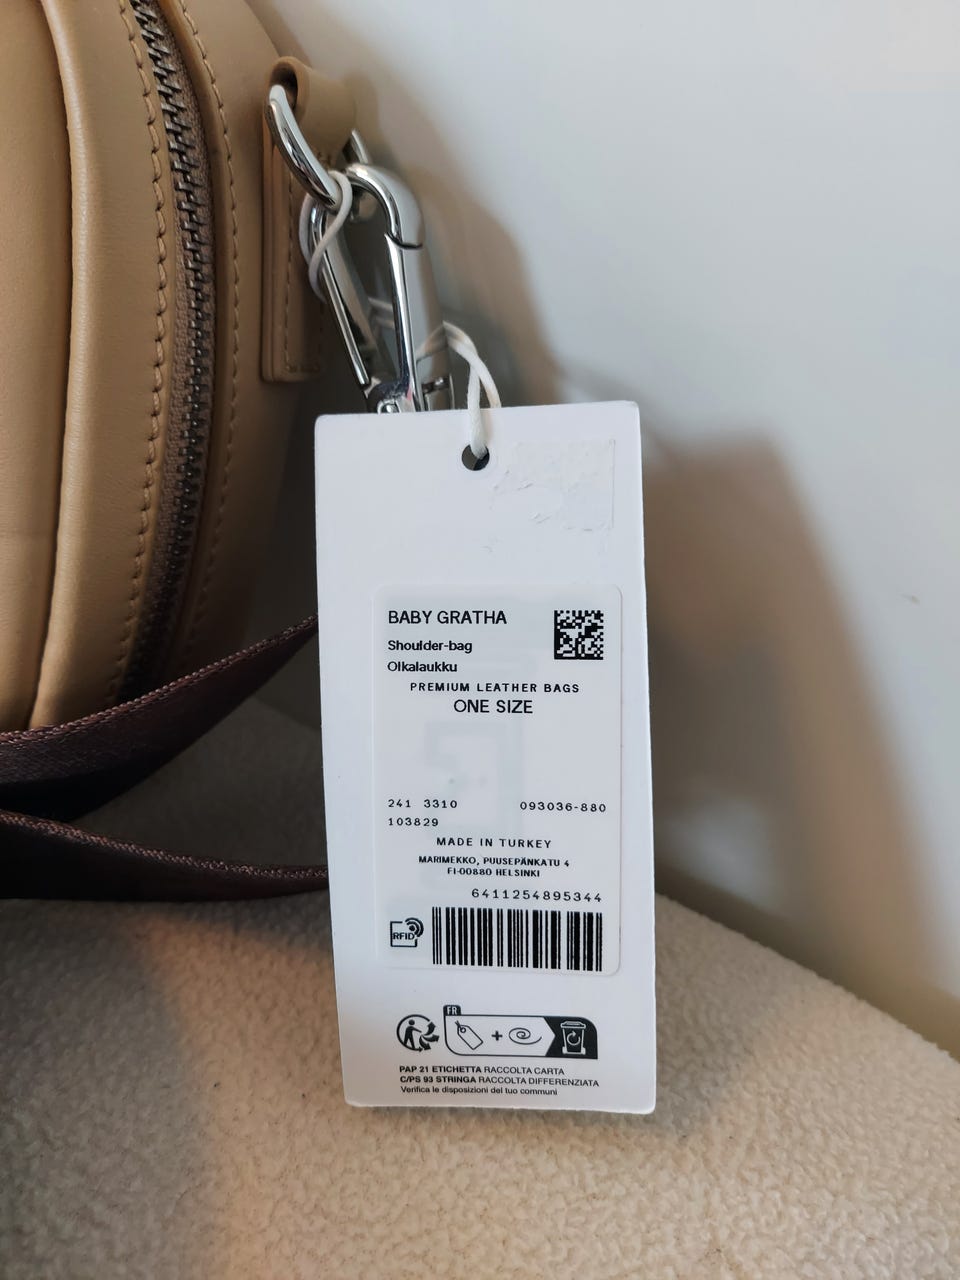 BABY GRATHA
Shoulder-bag
Olkalaukku
PREMIUM LEATHER BAGS
ONE SIZE
241 3310 093036-880
103829
MADE IN TURKEY
MARIMEKKO, PUUSEPÄNKATU 4
FI-00880 HELSINKI
6411254895344
RFID
FR
+
PAP 21 ETICHETTA RACCOLTA CARTA
C/PS 93 STRINGA RACCOLTA DIFFERENZIATA
Verifica le disposizioni del tuo comuni